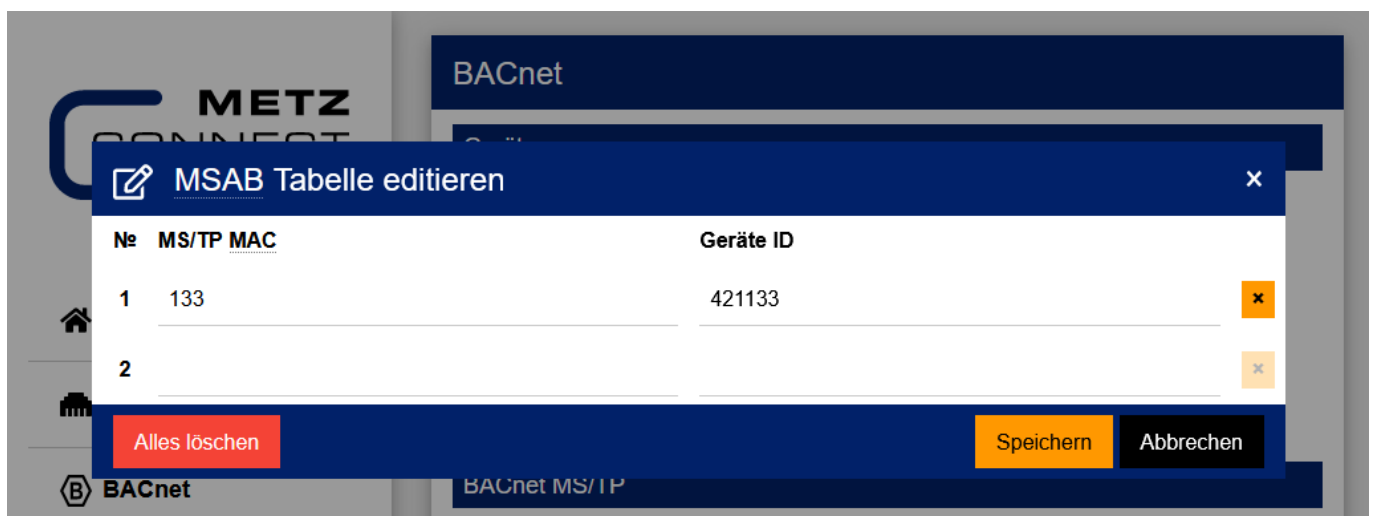 BACnet
METZ
CONNECT
MSAB Tabelle editieren ×
№ MS/TP MAC Geräte ID
1 133 421133 ×
2 ×
Alles löschen Speichern Abbrechen
BACnet
BACnet MS/TP